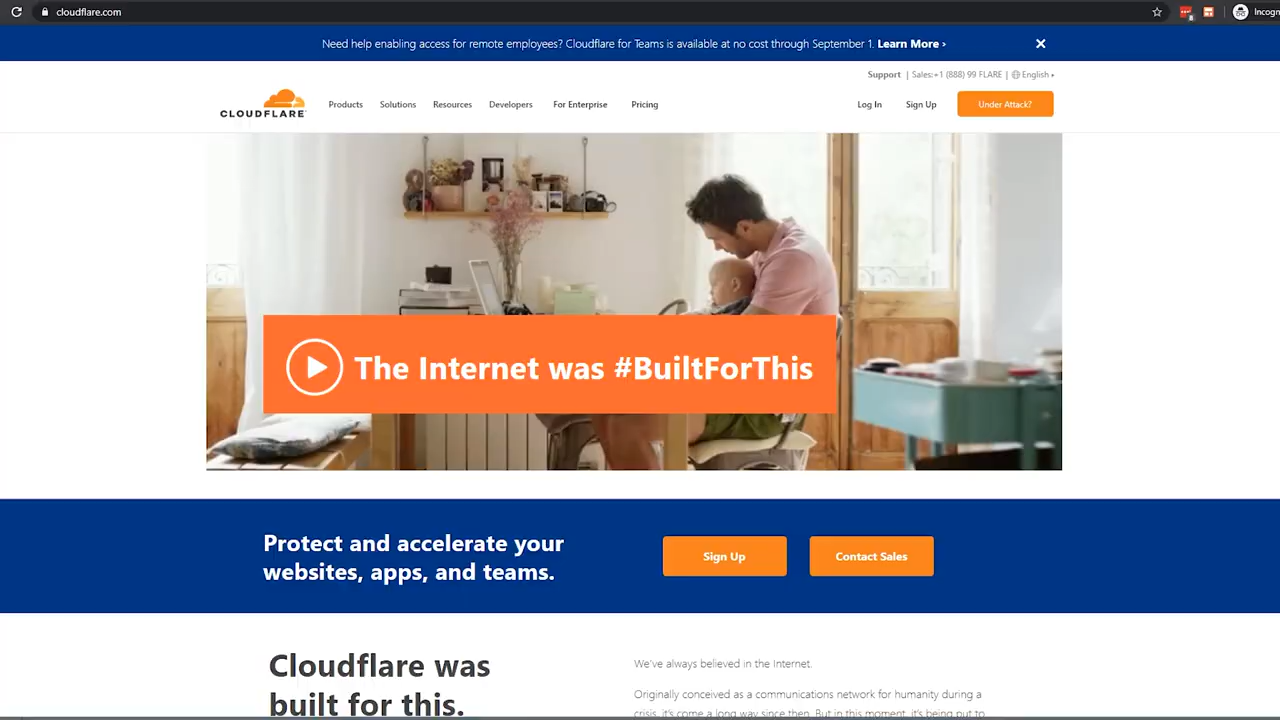 cloudflare.com
Incogn
Need help enabling access for remote employees? Cloudflare for Teams is available at no cost through September 1. Learn More ›
Support | Sales:+1 (888) 99 FLARE | English
CLOUDFLARE
Products Solutions Resources Developers For Enterprise Pricing Log In Sign Up Under Attack?
The Internet was #BuiltForThis
Protect and accelerate your
websites, apps, and teams.
Sign Up Contact Sales
Cloudflare was
built for this.
We've always believed in the Internet.
Originally conceived as a communications network for humanity during a
crisis, it's come a long way since then. But in this moment, it's being put to